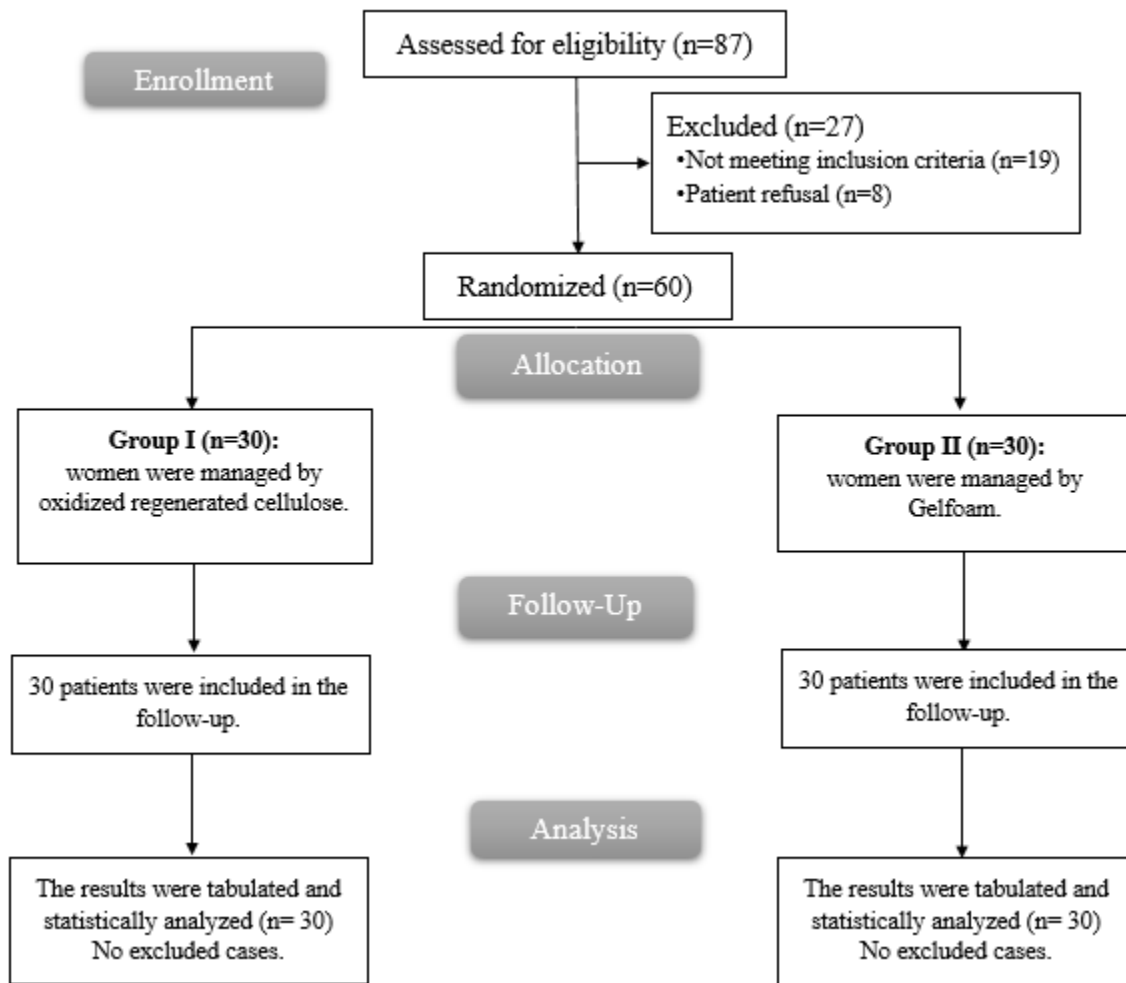 Assessed for eligibility (n=87)
Enrollment
Excluded (n=27)
•Not meeting inclusion criteria (n=19)
•Patient refusal (n=8)
Randomized (n=60)
Allocation
Group I (n=30):
women were managed by
oxidized regenerated cellulose.
Group II (n=30):
women were managed by
Gelfoam.
Follow-Up
30 patients were included in the
follow-up.
30 patients were included in the
follow-up.
Analysis
The results were tabulated and
statistically analyzed (n= 30)
No excluded cases.
The results were tabulated and
statistically analyzed (n= 30)
No excluded cases.